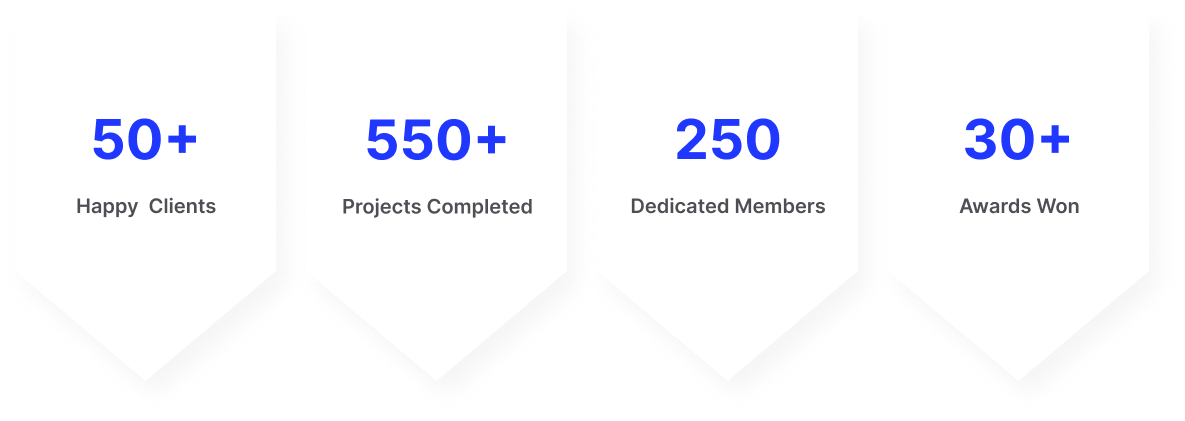 50+
Happy  Clients
550+
Projects Completed
250
Dedicated Members
30+
Awards Won